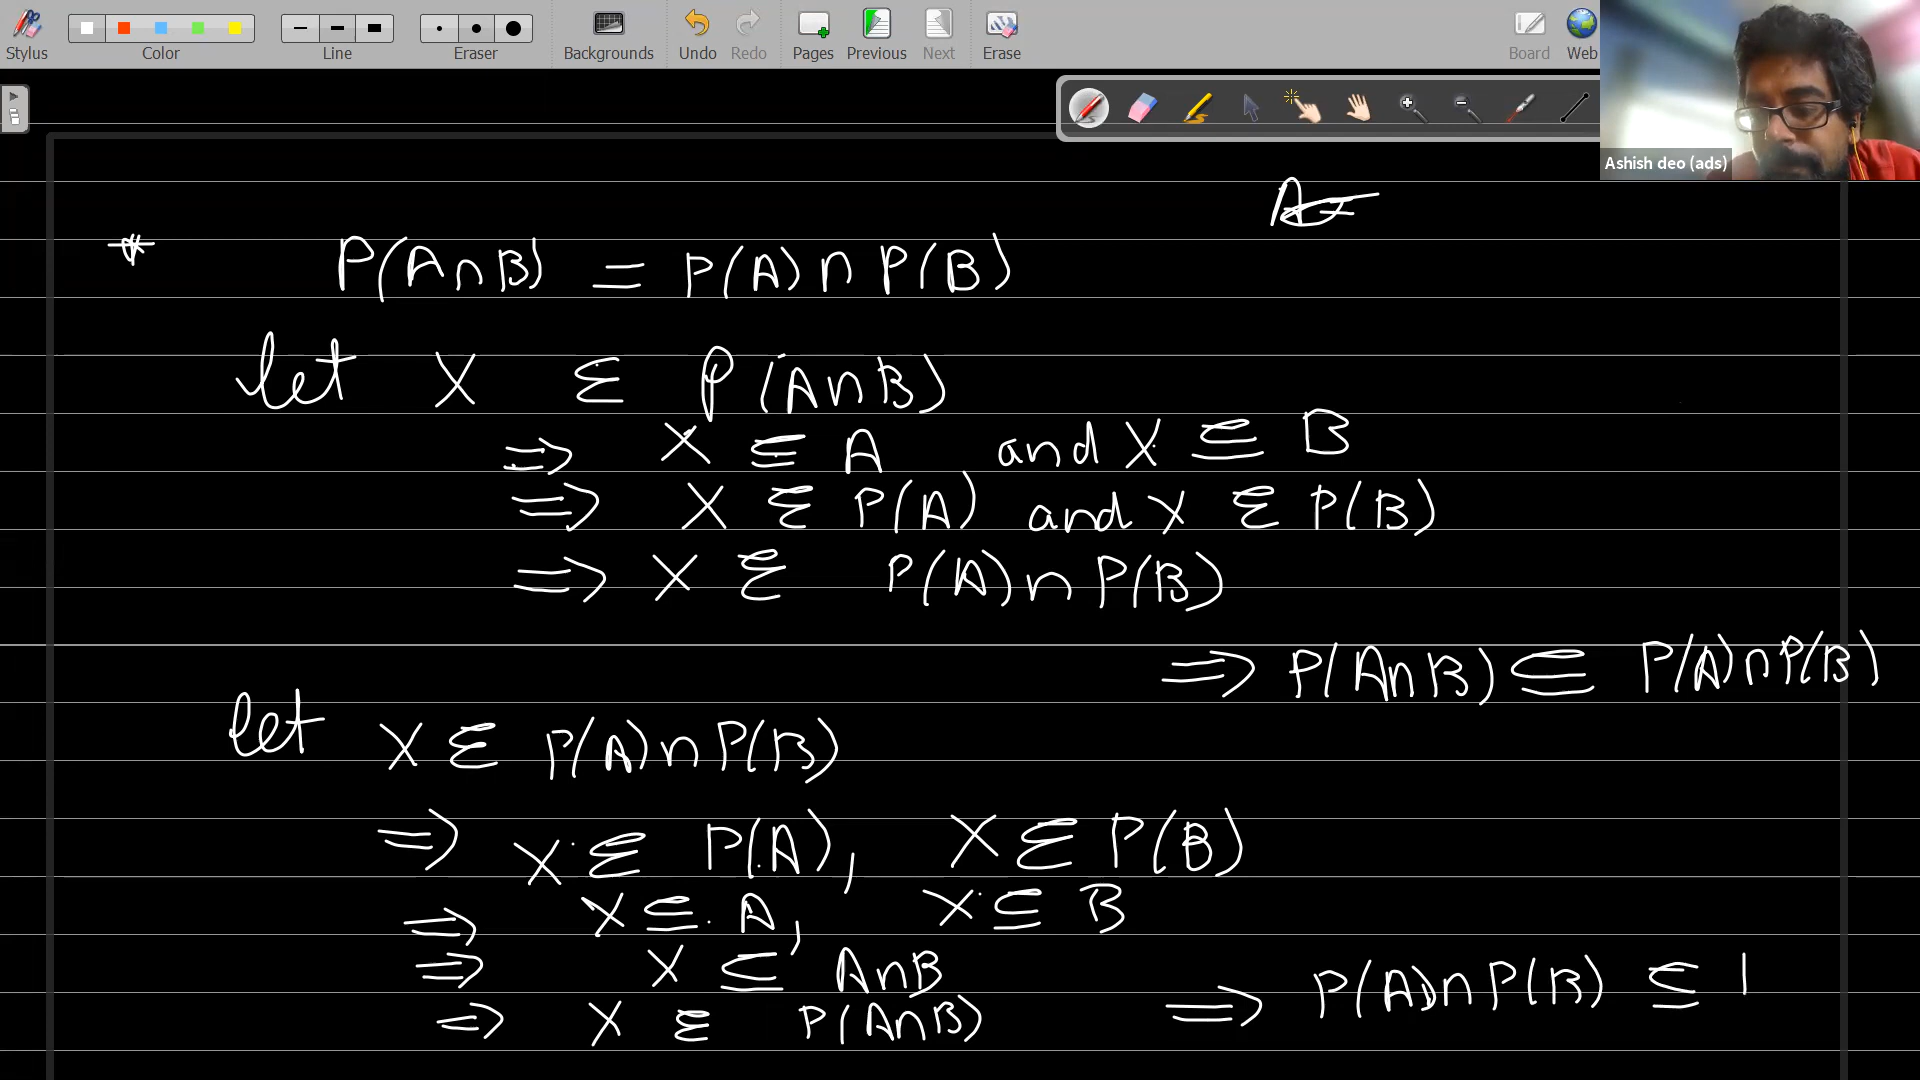 Stylus Color Line Eraser Backgrounds Undo Redo Pages Previous Next Erase Board Web
Ashish deo (ads)
* P(A∩B) = P(A)∩P(B)
let X ∈ P(A∩B)
⇒ X ⊆ A and X ⊆ B
⇒ X ∈ P(A) and X ∈ P(B)
⇒ X ∈ P(A)∩P(B)
⇒ P(A∩B) ⊆ P(A)∩P(B)
let X ∈ P(A)∩P(B)
⇒ X ∈ P(A), X ∈ P(B)
⇒ X ⊆ A, X ⊆ B
⇒ X ⊆ A∩B
⇒ X ∈ P(A∩B) ⇒ P(A)∩P(B) ⊆